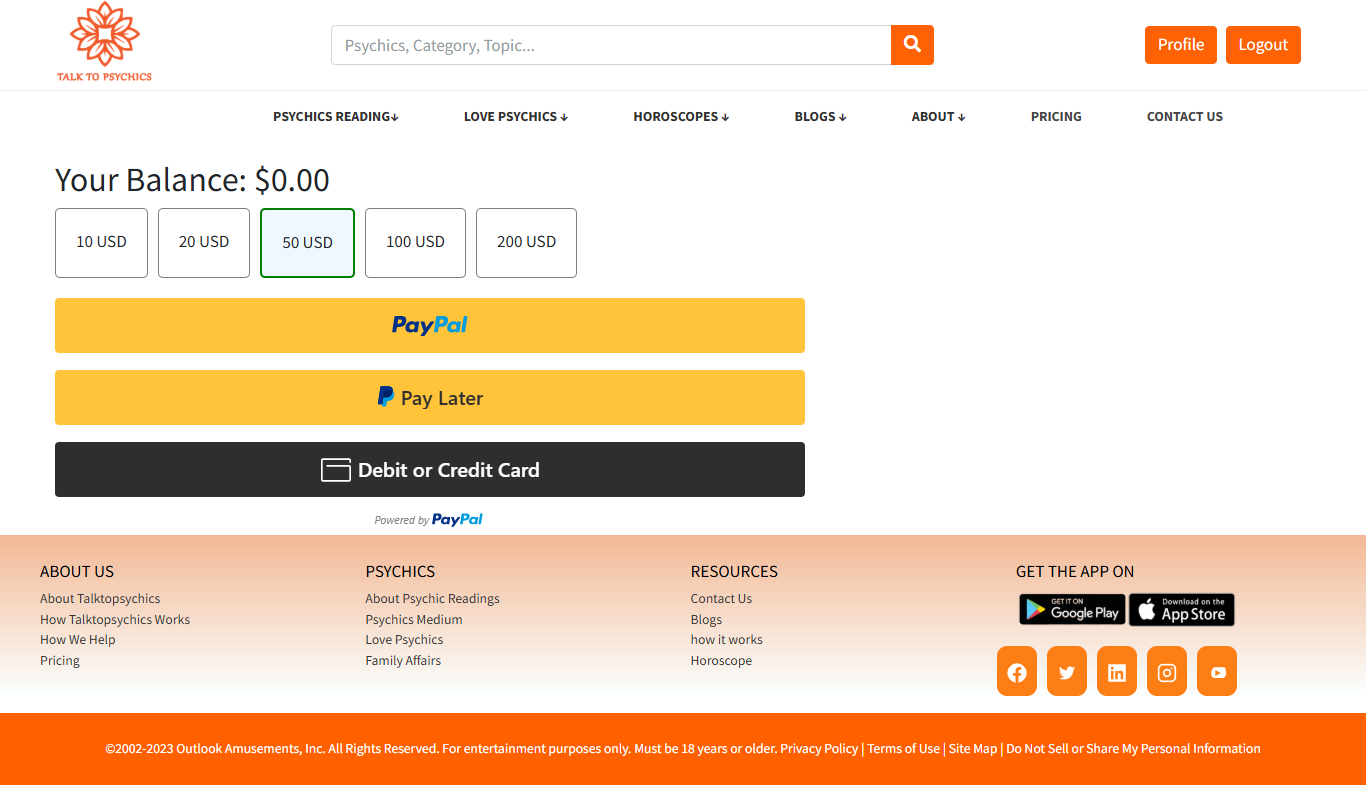 TALK TO PSYCHICS
Psychics, Category, Topic...
Profile
Logout
PSYCHICS READING↓
LOVE PSYCHICS ↓
HOROSCOPES ↓
BLOGS ↓
ABOUT ↓
PRICING
CONTACT US
Your Balance: $0.00
10 USD
20 USD
50 USD
100 USD
200 USD
PayPal
Pay Later
Debit or Credit Card
Powered by PayPal
ABOUT US
About Talktopsychics
How Talktopsychics Works
How We Help
Pricing
PSYCHICS
About Psychic Readings
Psychics Medium
Love Psychics
Family Affairs
RESOURCES
Contact Us
Blogs
how it works
Horoscope
GET THE APP ON
GET IT ON
Google Play
Download on the
App Store
©2002-2023 Outlook Amusements, Inc. All Rights Reserved. For entertainment purposes only. Must be 18 years or older. Privacy Policy | Terms of Use | Site Map | Do Not Sell or Share My Personal Information